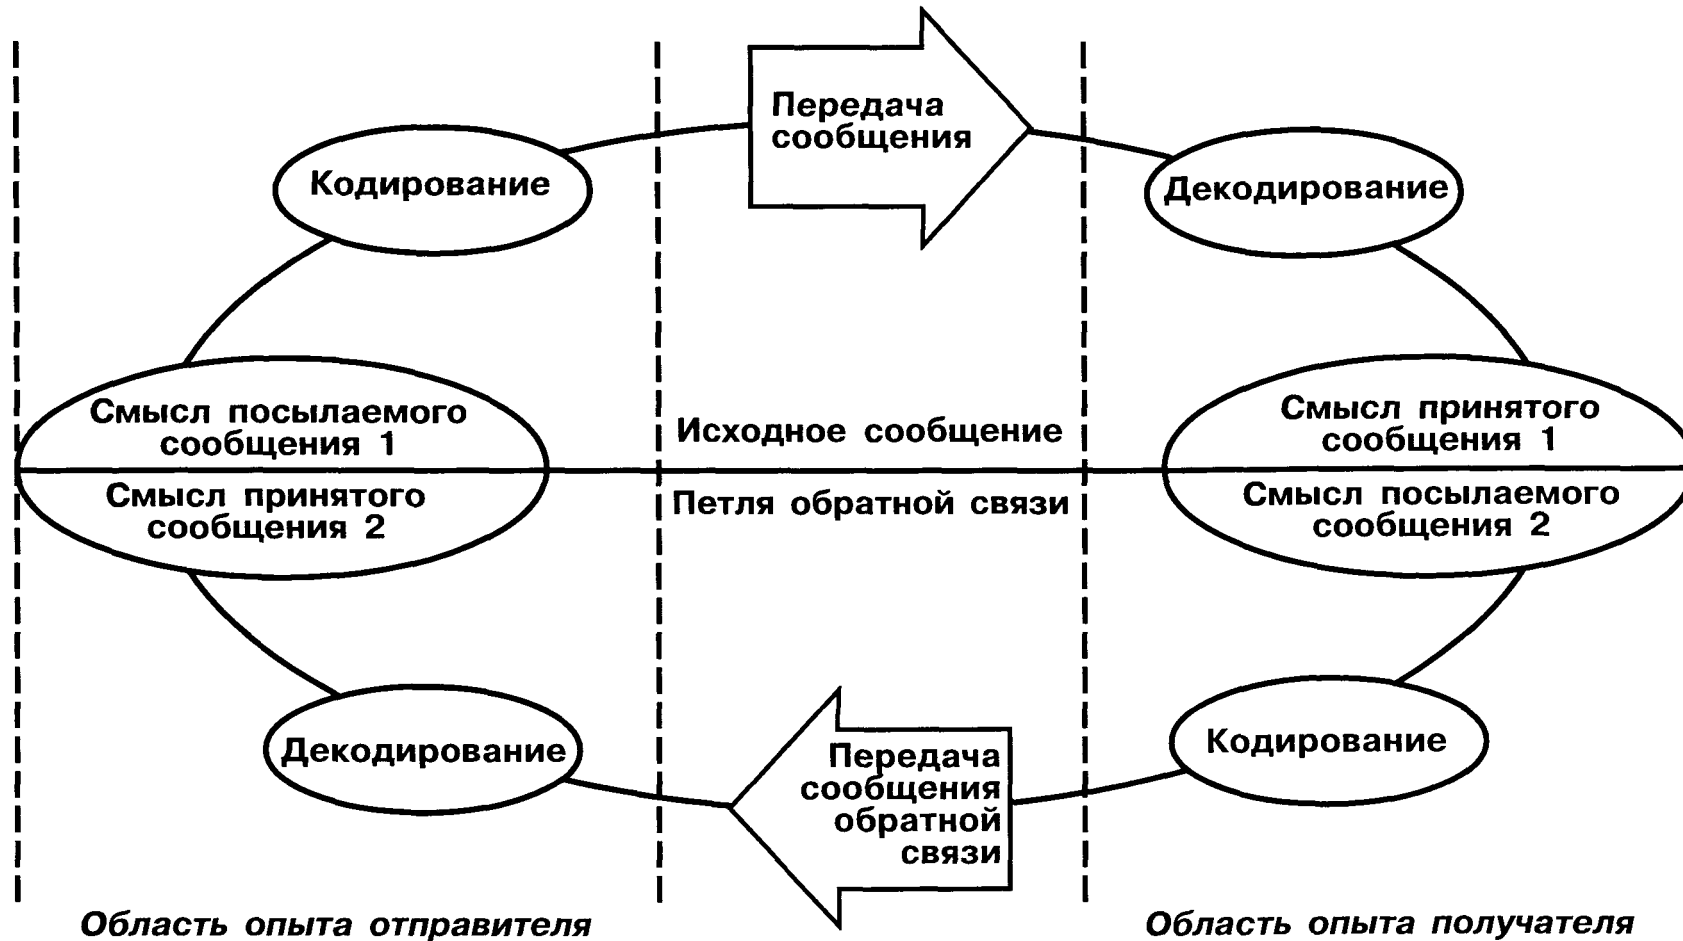 Передача
сообщения
Кодирование
Декодирование
Смысл посылаемого
сообщения 1
Исходное сообщение
Смысл принятого
сообщения 1
Смысл принятого
сообщения 2
Петля обратной связи
Смысл посылаемого
сообщения 2
Декодирование
Передача
сообщения
обратной
связи
Кодирование
Область опыта отправителя
Область опыта получателя